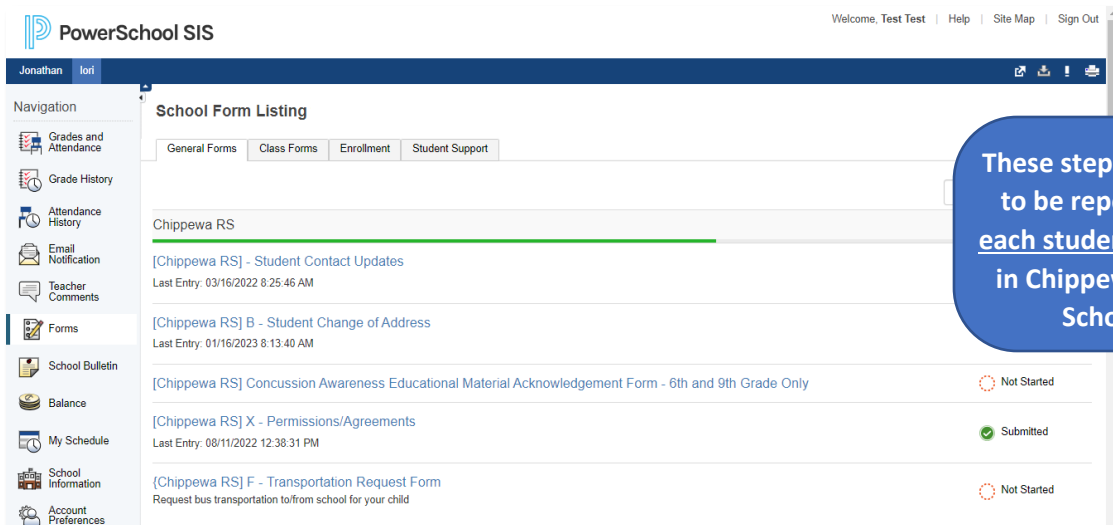 PowerSchool SIS
Welcome, Test Test | Help | Site Map | Sign Out
Jonathan lori
Navigation
Grades and
Attendance
Grade History
Attendance
History
Email
Notification
Teacher
Comments
Forms
School Bulletin
Balance
My Schedule
School
Information
Account
Preferences
School Form Listing
General Forms Class Forms Enrollment Student Support
Chippewa RS
[Chippewa RS] - Student Contact Updates
Last Entry: 03/16/2022 8:25:46 AM
[Chippewa RS] B - Student Change of Address
Last Entry: 01/16/2023 8:13:40 AM
[Chippewa RS] Concussion Awareness Educational Material Acknowledgement Form - 6th and 9th Grade Only
Not Started
[Chippewa RS] X - Permissions/Agreements
Last Entry: 08/11/2022 12:38:31 PM
Submitted
{Chippewa RS] F - Transportation Request Form
Request bus transportation to/from school for your child
Not Started
These step
to be rep
each stude
in Chippe
Scho